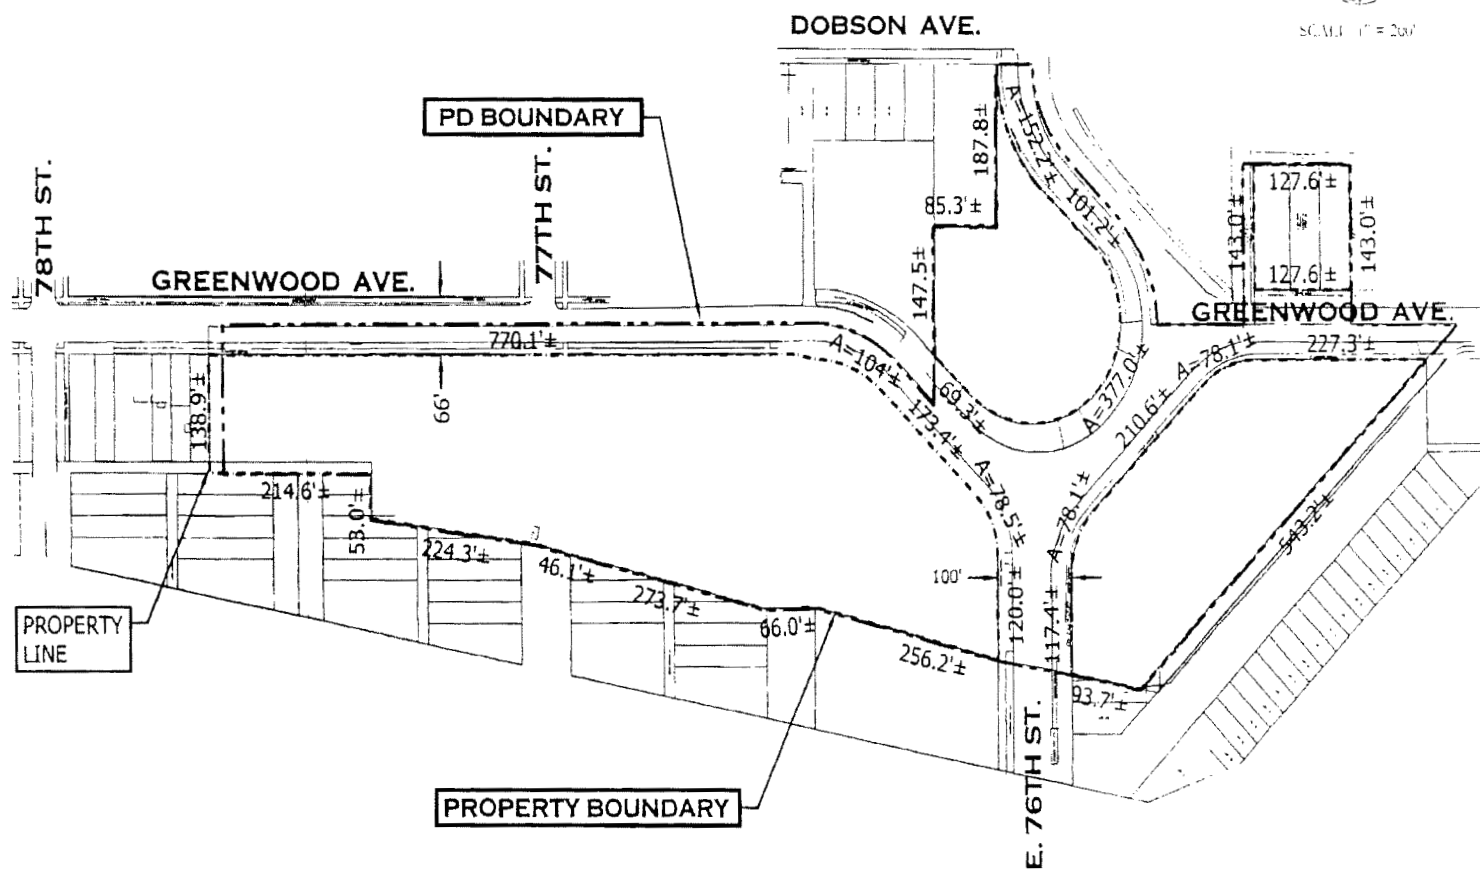 DOBSON AVE.
SCALE 1" = 200'
PD BOUNDARY
78TH ST.
77TH ST.
GREENWOOD AVE.
187.8'±
A=152.2'±
101.2'±
85.3'±
147.5±
127.6'±
143.0'±
143.0'±
127.6'±
GREENWOOD AVE.
770.1'±
A=104'±
69.3'±
173.4'±
A=377.0'±
A=78.1'±
227.3'±
210.6'±
66'
138.9'±
214.6'±
53.0'±
224.3'±
46.1'±
273.7'±
66.0'±
256.2'±
A=78.5'±
A=78.1'±
100'
120.0'±
117.4'±
93.7'±
543.2'±
PROPERTY
LINE
PROPERTY BOUNDARY
E. 76TH ST.